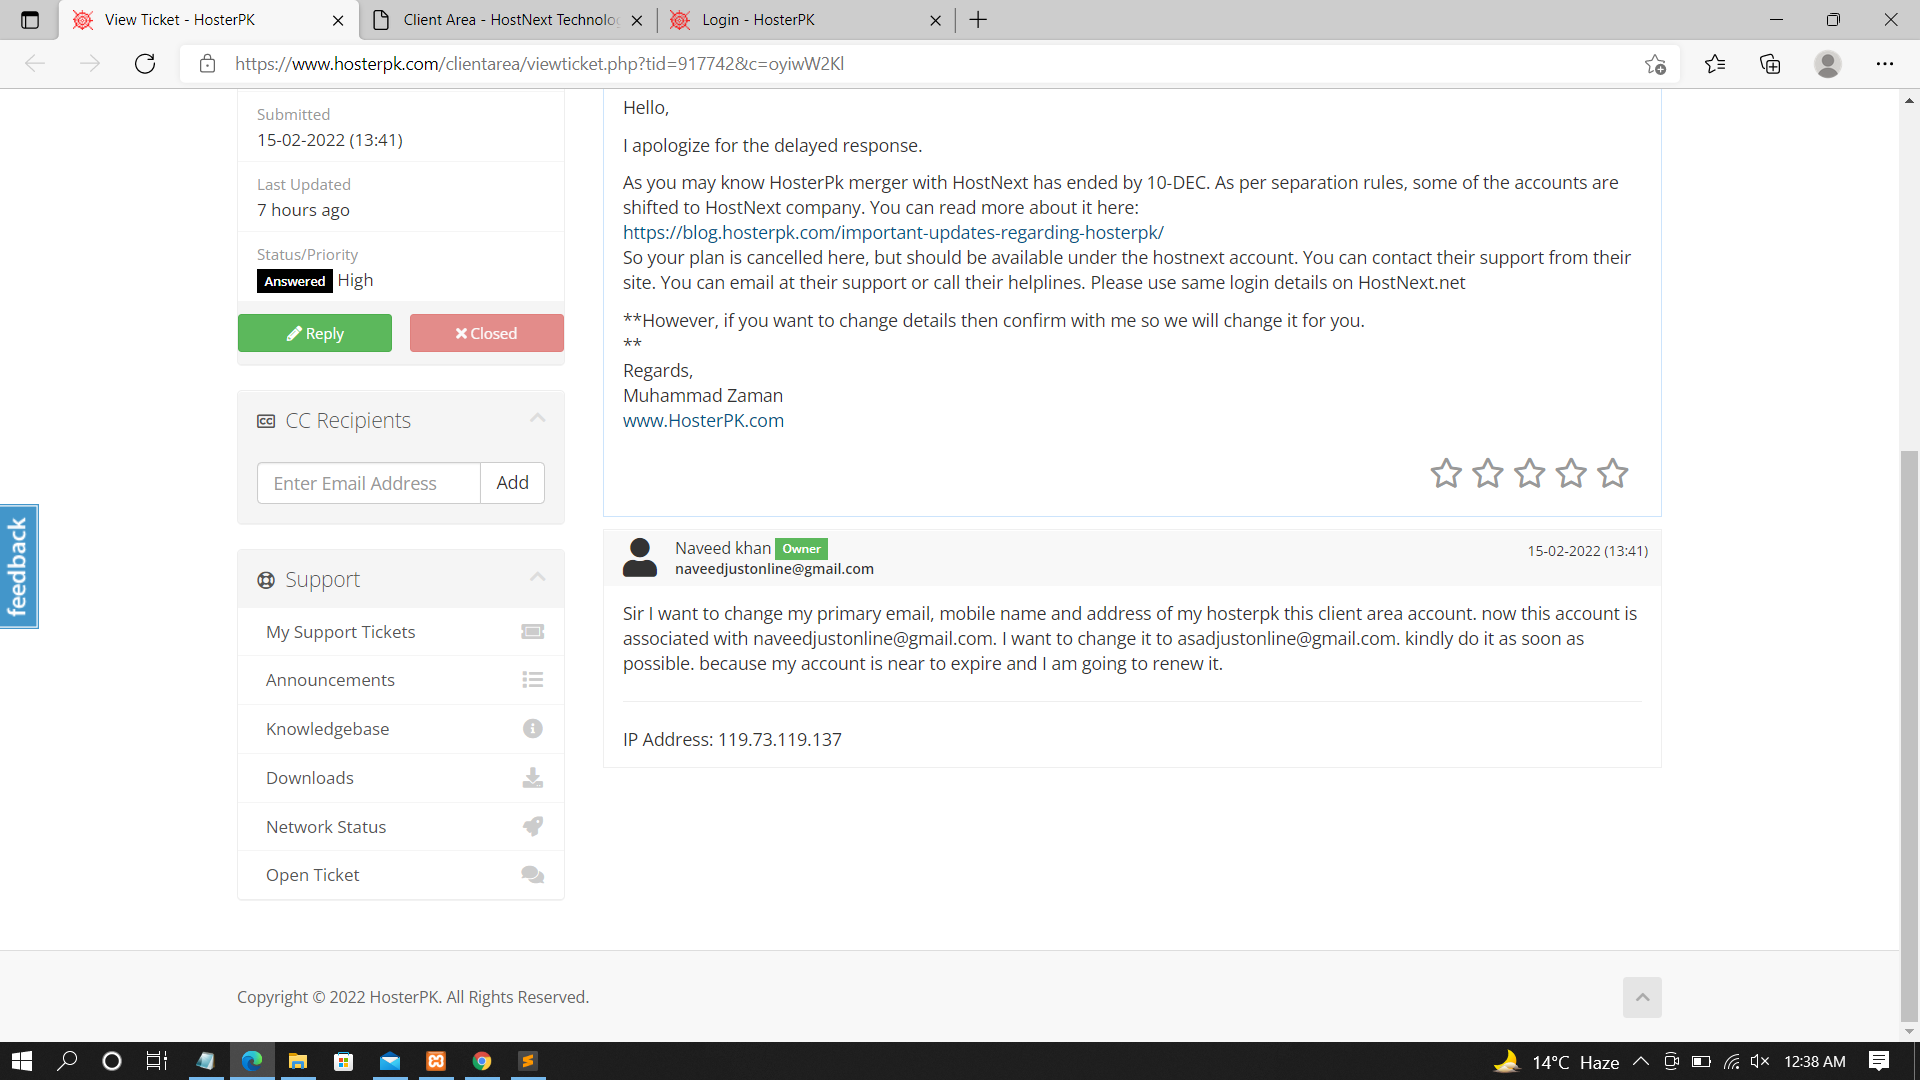 View Ticket - HosterPK
Client Area - HostNext Technolo
Login - HosterPK
https://www.hosterpk.com/clientarea/viewticket.php?tid=917742&c=oyiwW2Kl
Submitted
15-02-2022 (13:41)
Last Updated
7 hours ago
Status/Priority
Answered High
Reply
Closed
CC Recipients
Enter Email Address
Add
Support
My Support Tickets
Announcements
Knowledgebase
Downloads
Network Status
Open Ticket
feedback
Hello,
I apologize for the delayed response.
As you may know HosterPk merger with HostNext has ended by 10-DEC. As per separation rules, some of the accounts are
shifted to HostNext company. You can read more about it here:
https://blog.hosterpk.com/important-updates-regarding-hosterpk/
So your plan is cancelled here, but should be available under the hostnext account. You can contact their support from their
site. You can email at their support or call their helplines. Please use same login details on HostNext.net
**However, if you want to change details then confirm with me so we will change it for you.
**
Regards,
Muhammad Zaman
www.HosterPK.com
Naveed khan Owner
naveedjustonline@gmail.com
15-02-2022 (13:41)
Sir I want to change my primary email, mobile name and address of my hosterpk this client area account. now this account is
associated with naveedjustonline@gmail.com. I want to change it to asadjustonline@gmail.com. kindly do it as soon as
possible. because my account is near to expire and I am going to renew it.
IP Address: 119.73.119.137
Copyright © 2022 HosterPK. All Rights Reserved.
14°C Haze
12:38 AM